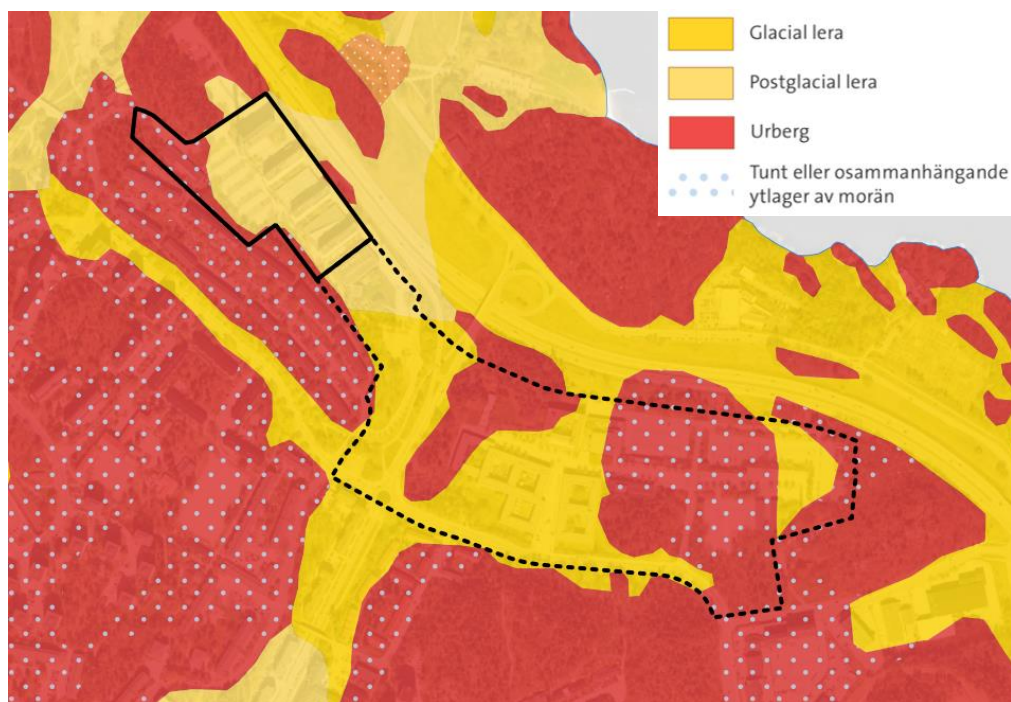 Glacial lera
Postglacial lera
Urberg
Tunt eller osammanhängande
ytlager av morän